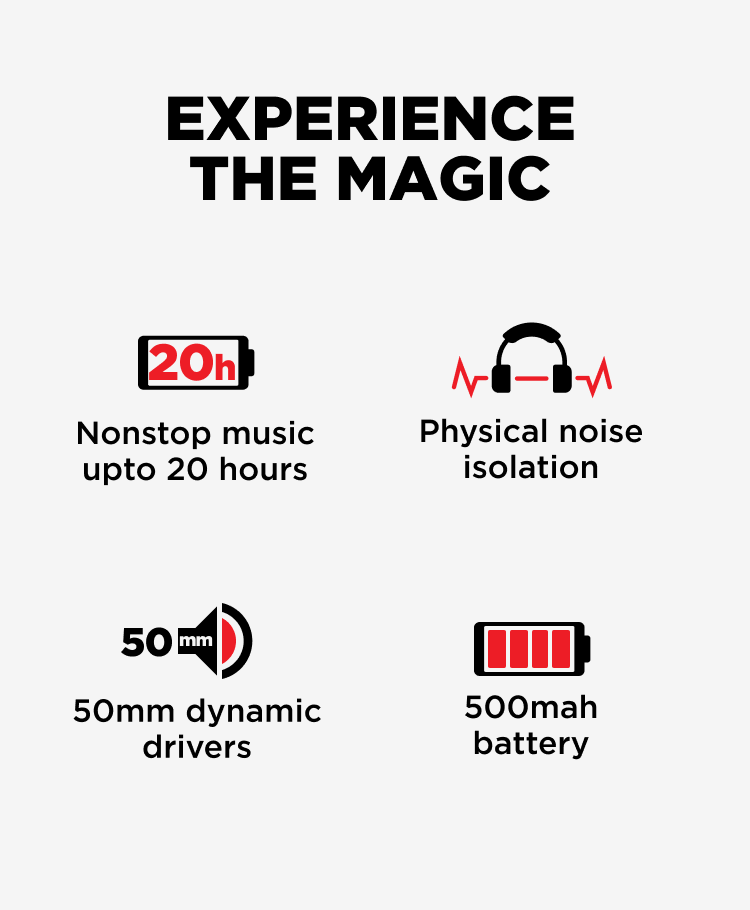 EXPERIENCE
THE MAGIC
20h
Nonstop music
upto 20 hours
Physical noise
isolation
50 mm
50mm dynamic
drivers
500mah
battery